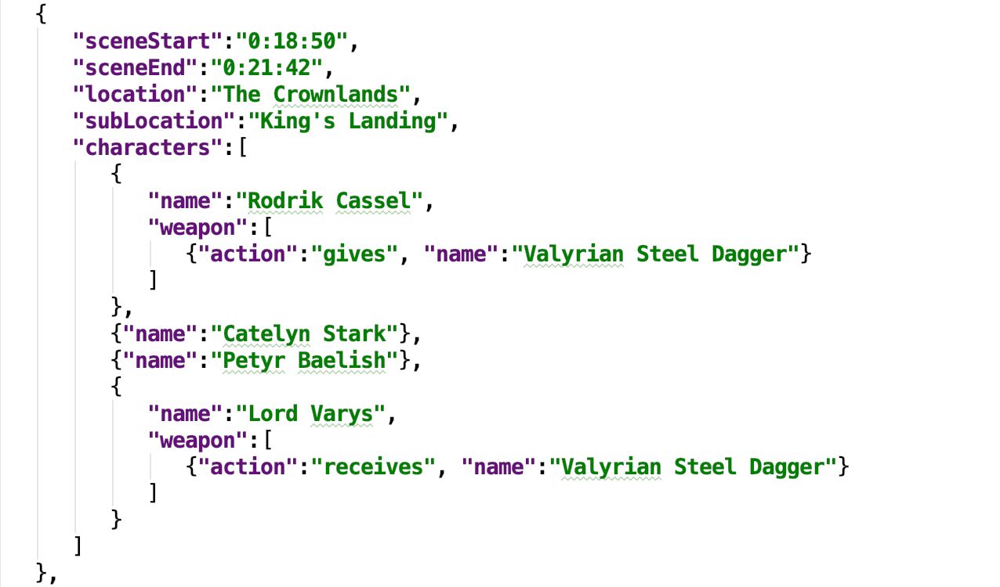 {
"sceneStart":"0:18:50",
"sceneEnd":"0:21:42",
"location":"The Crownlands",
"subLocation":"King's Landing",
"characters":[
{
"name":"Rodrik Cassel",
"weapon":[
{"action":"gives", "name":"Valyrian Steel Dagger"}
]
},
{"name":"Catelyn Stark"},
{"name":"Petyr Baelish"},
{
"name":"Lord Varys",
"weapon":[
{"action":"receives", "name":"Valyrian Steel Dagger"}
]
}
]
},